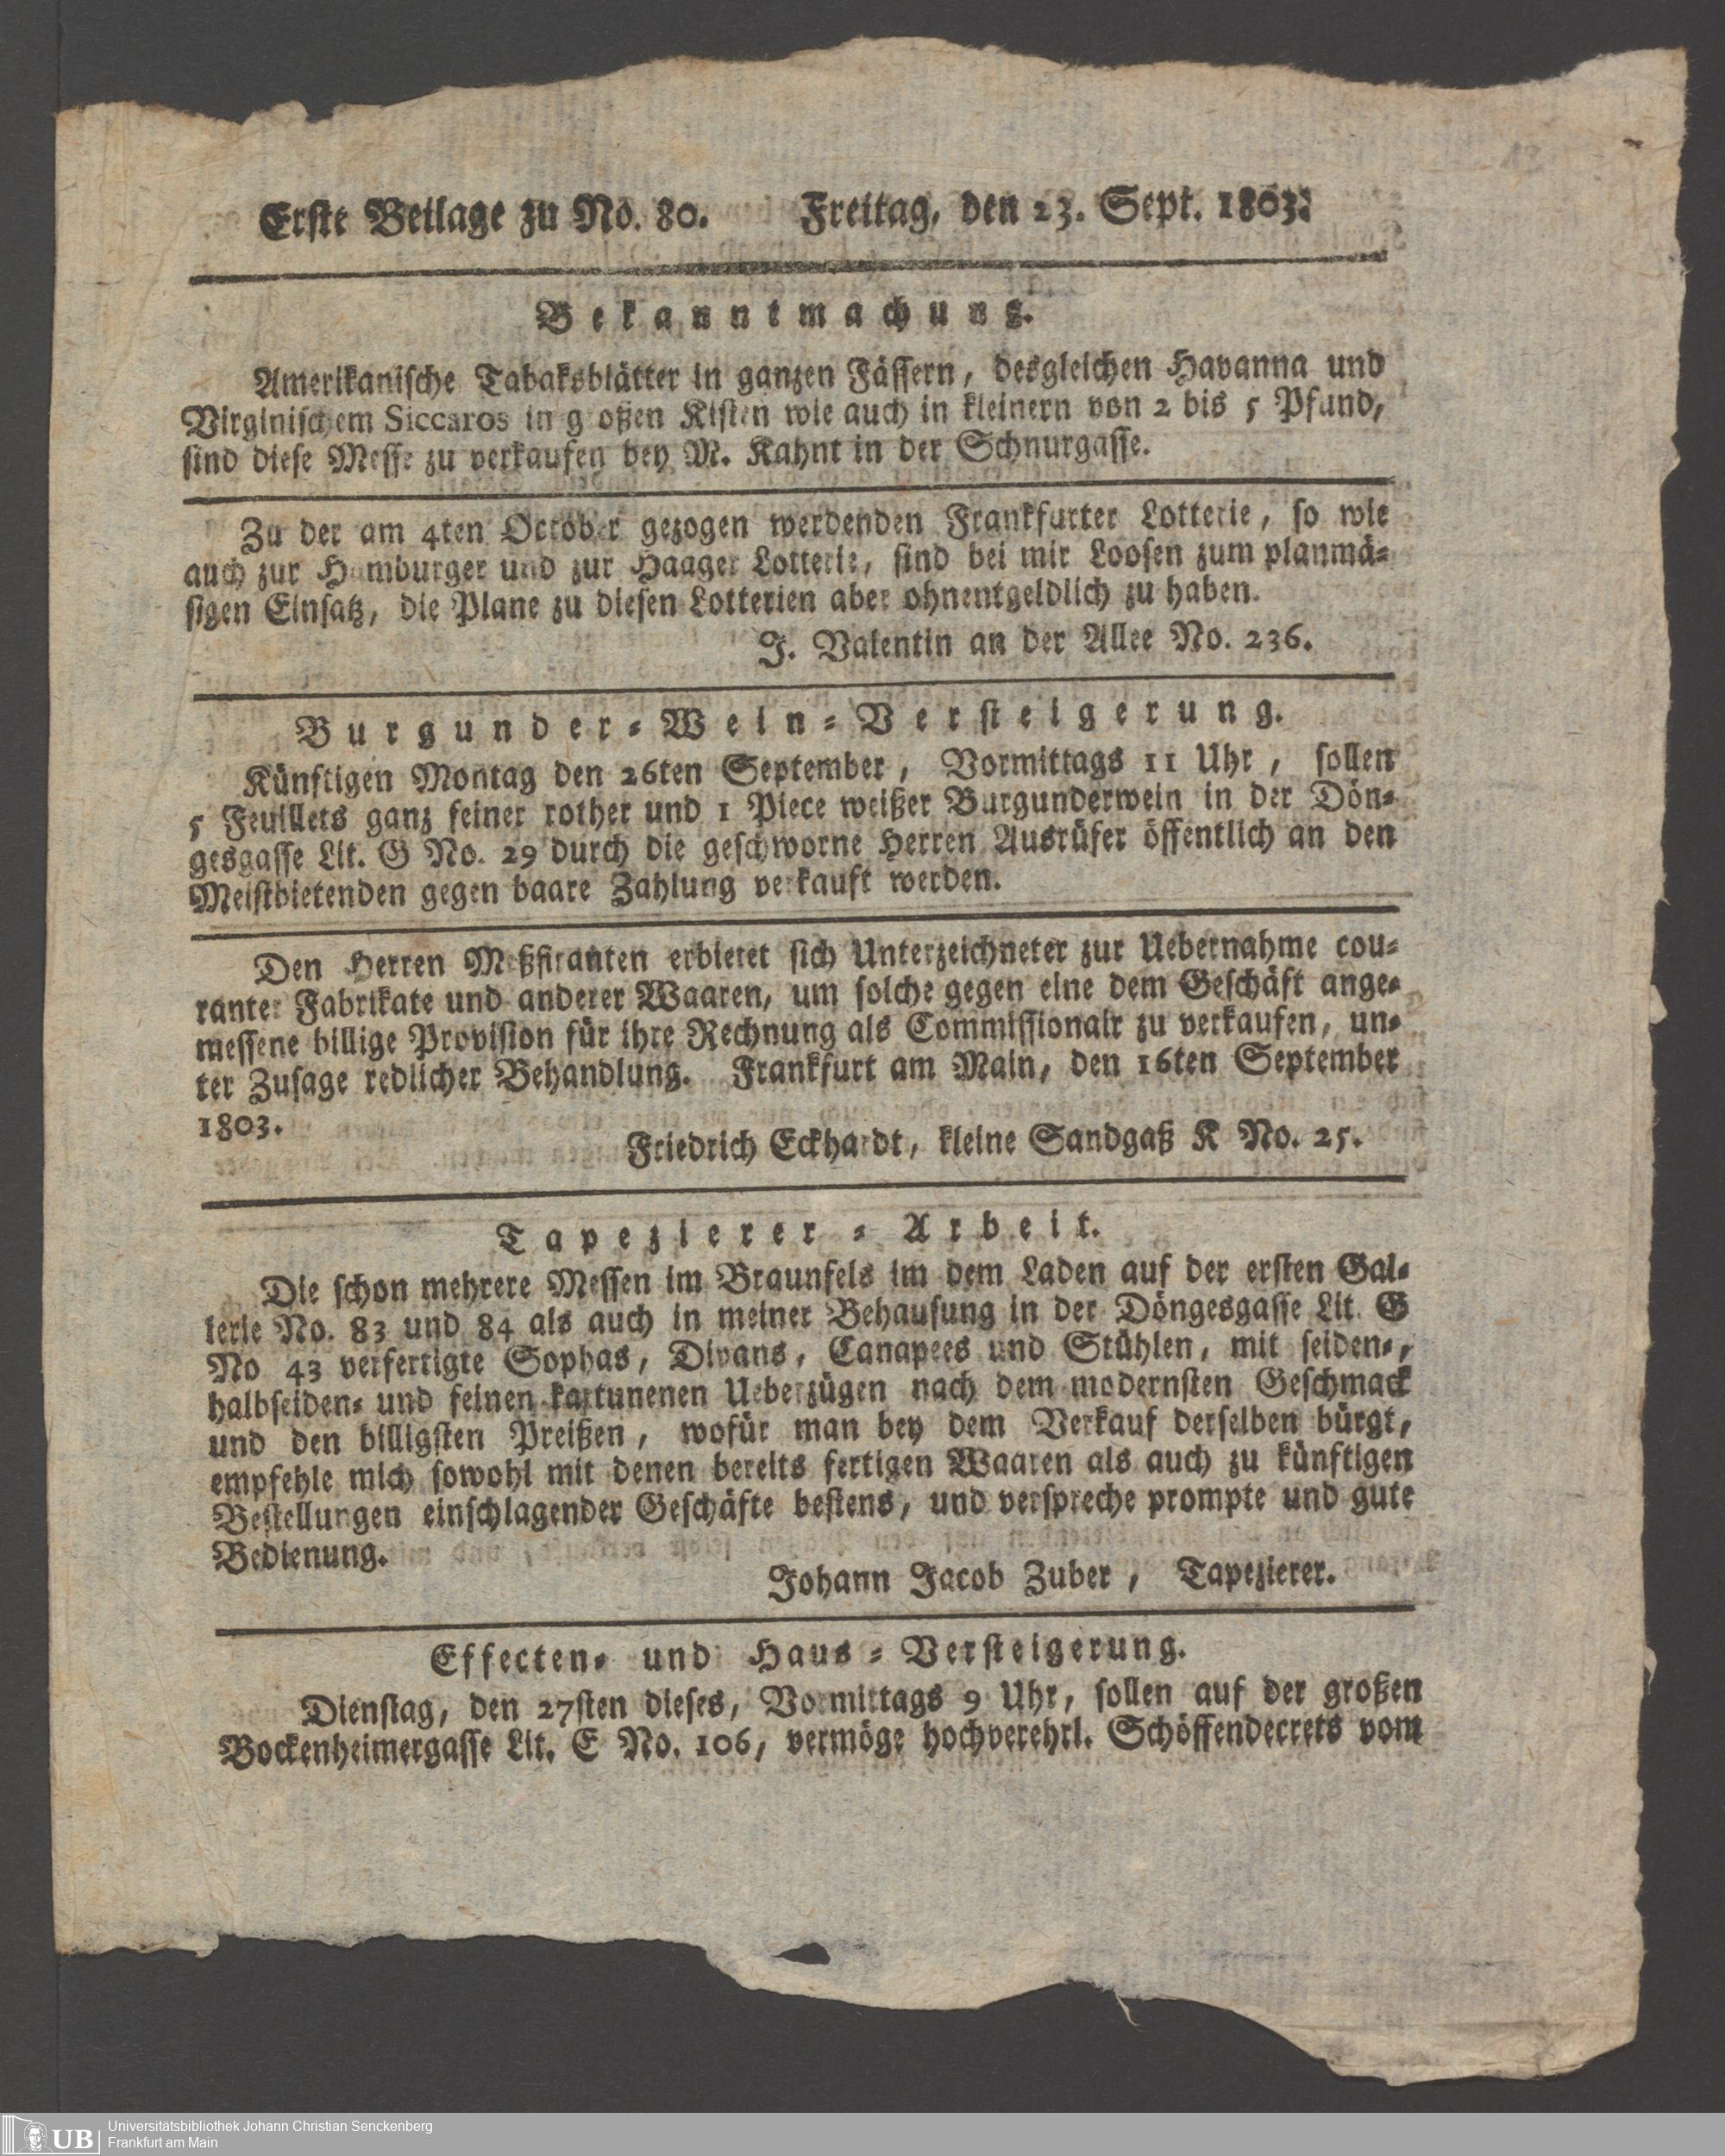 Erste Beilage zu No. 80. Freitag, den 23. Sept. 1803.
Bekanntmachung.
Amerikanische Tabaksblätter in ganzen Fässern, desgleichen Havanna und
Virginischem Siccaros in großen Kisten wie auch in kleinern von 2 bis 5 Pfund,
sind diese Messe zu verkaufen bey M. Kahnt in der Schnurgasse.
Zu der am 4ten October gezogen werdenden Frankfurter Lotterie, so wie
auch zur Hamburger und zur Haager Lotterie, sind bei mir Loosen zum planmä-
sigen Einsatz, die Plane zu diesen Lotterien aber ohnentgeldlich zu haben.
J. Valentin an der Allee No. 236.
Burgunder-Wein-Versteigerung.
Künftigen Montag den 26ten September, Vormittags 11 Uhr, sollen
5 Feuillets ganz feiner rother und 1 Piece weißer Burgunderwein in der Dön-
gesgasse Lit. G No. 29 durch die geschworne Herren Ausrüfer öffentlich an den
Meistbietenden gegen baare Zahlung verkauft werden.
Den Herren Meßfiranten erbietet sich Unterzeichneter zur Uebernahme cou-
ranter Fabrikate und anderer Waaren, um solche gegen eine dem Geschäft ange-
messene billige Provision für ihre Rechnung als Commissionair zu verkaufen, un-
ter Zusage redlicher Behandlung. Frankfurt am Main, den 16ten September
1803.
Friedrich Eckhardt, kleine Sandgaß K No. 25.
Tapezierer-Arbeit.
Die schon mehrere Messen im Braunfels im dem Laden auf der ersten Gal-
lerie No. 83 und 84 als auch in meiner Behausung in der Döngesgasse Lit. G
No 43 verfertigte Sophas, Divans, Canapees und Stühlen, mit seiden-,
halbseiden- und feinen kartunenen Ueberzügen nach dem modernsten Geschmack
und den billigsten Preißen, wofür man bey dem Verkauf derselben bürgt,
empfehle mich sowohl mit denen bereits fertigen Waaren als auch zu künftigen
Bestellungen einschlagender Geschäfte bestens, und verspreche prompte und gute
Bedienung.
Johann Jacob Zuber, Tapezierer.
Effecten- und Haus-Versteigerung.
Dienstag, den 27sten dieses, Vormittags 9 Uhr, sollen auf der großen
Bockenheimergasse Lit. E No. 106, vermöge hochverehrl. Schöffendecrets vom
UB
Universitätsbibliothek Johann Christian Senckenberg
Frankfurt am Main